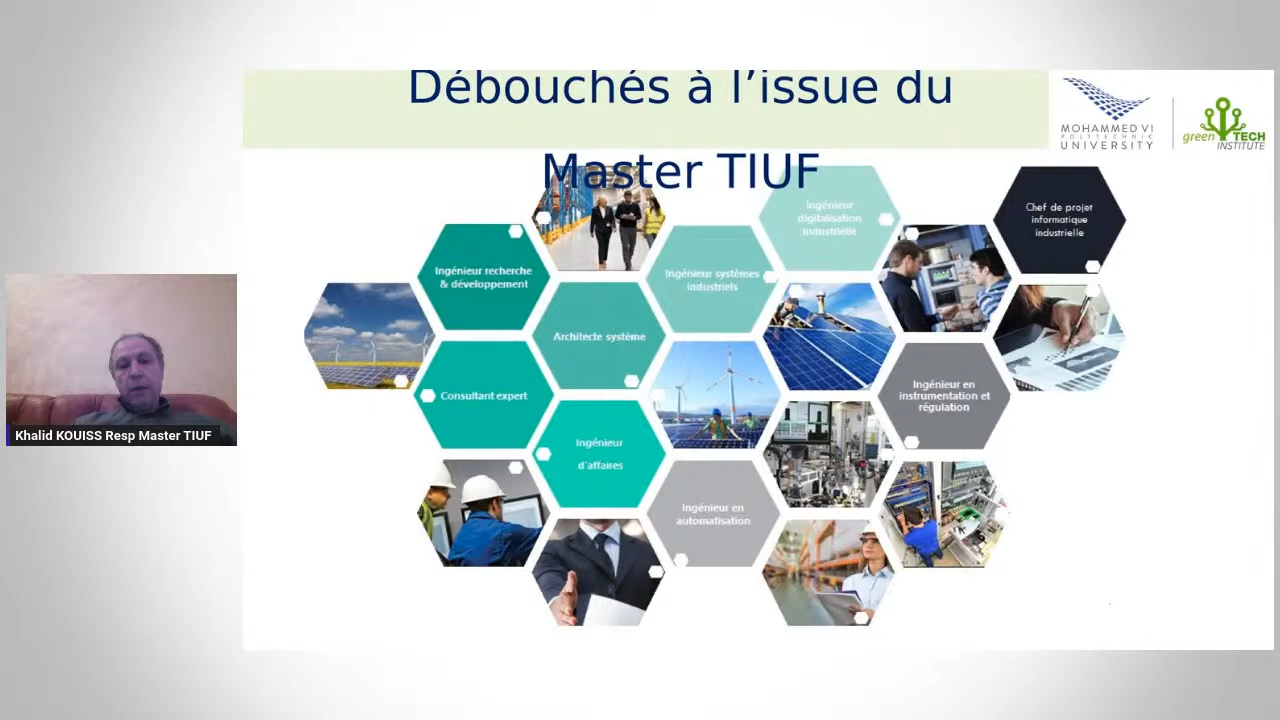 Débouchés à l’issue du
Master TIUF
MOHAMMED VI
POLYTECHNIC
UNIVERSITY
green TECH
INSTITUTE
Ingénieur
digitalisation
industrielle
Chef de projet
informatique
industrielle
Ingénieur recherche
& développement
Ingénieur systèmes
industriels
Architecte système
Consultant expert
Ingénieur en
instrumentation et
régulation
Ingénieur
d'affaires
Ingénieur en
automatisation
Khalid KOUISS Resp Master TIUF